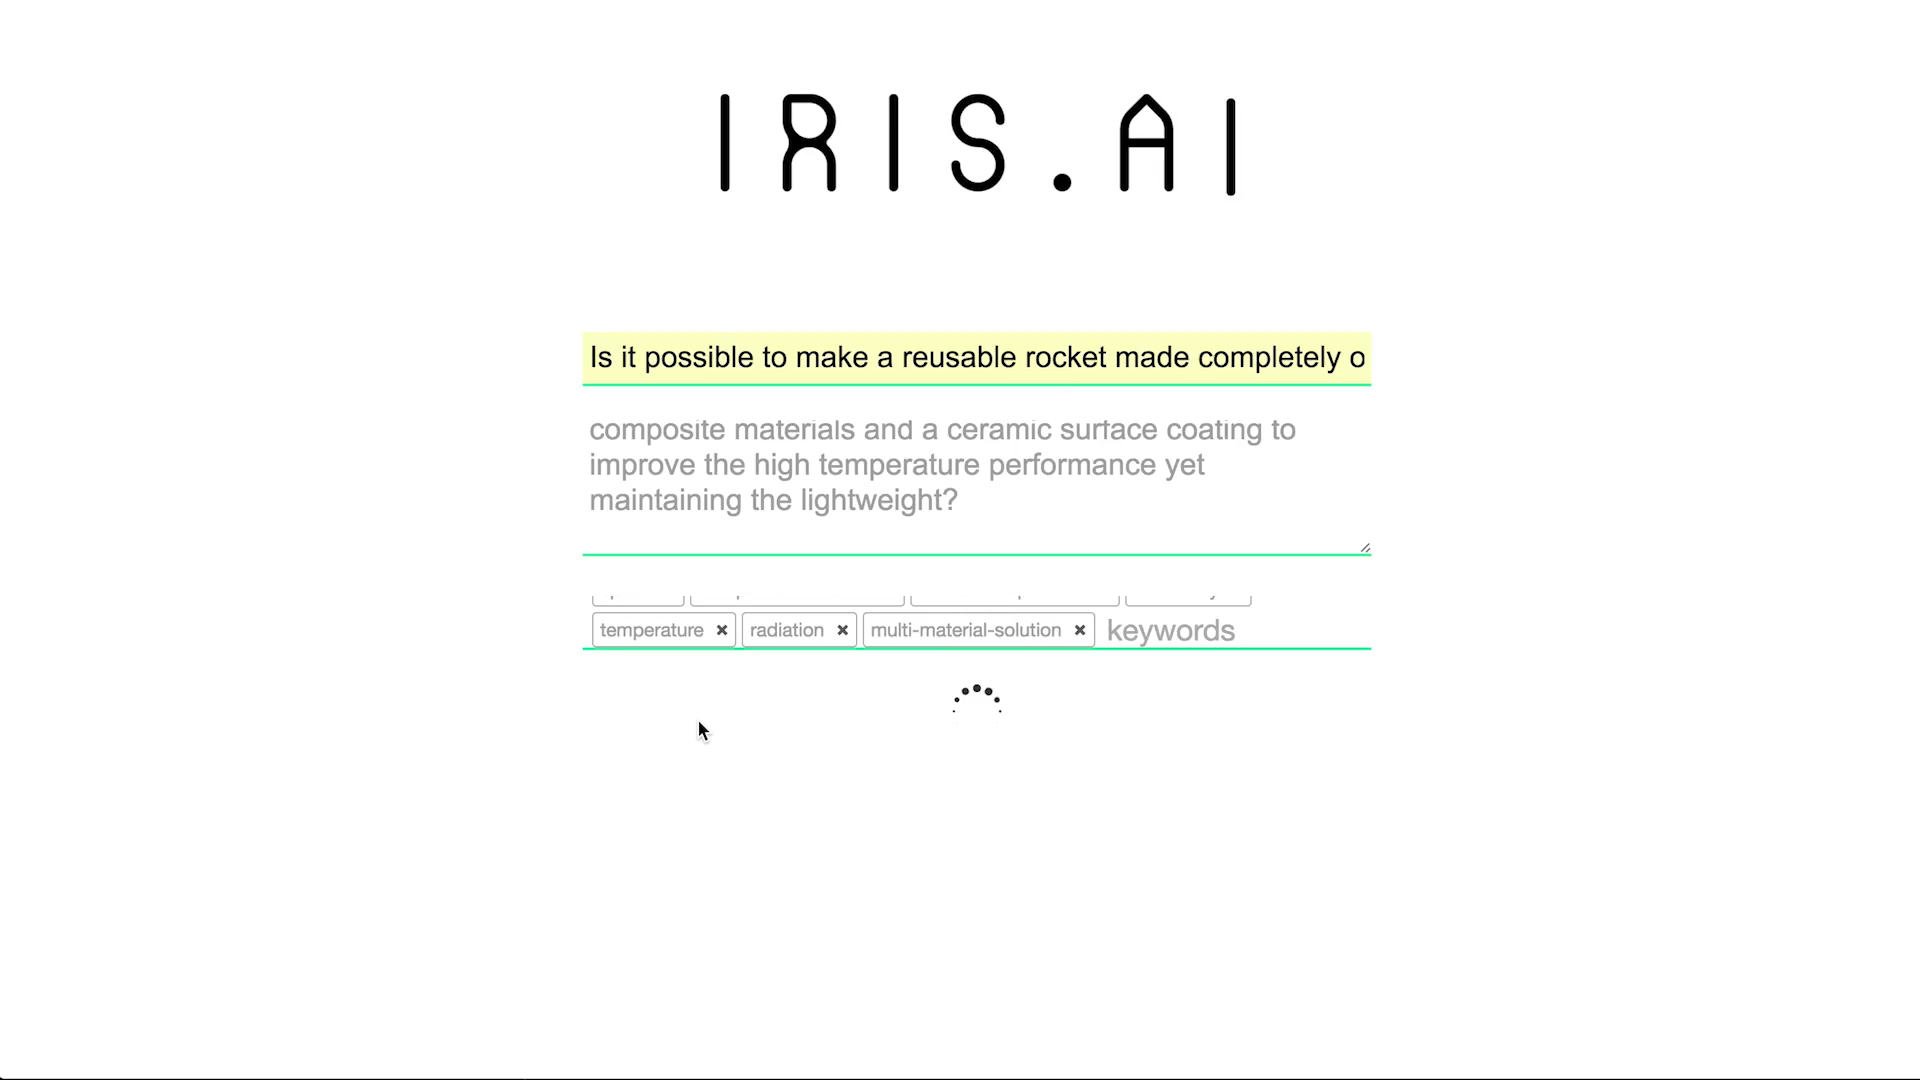 IRIS.AI
Is it possible to make a reusable rocket made completely o
composite materials and a ceramic surface coating to
improve the high temperature performance yet
maintaining the lightweight?
temperature × radiation × multi-material-solution × keywords